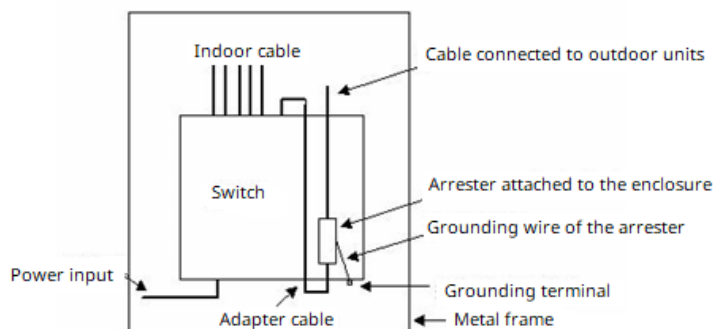 Indoor cable
Cable connected to outdoor units
Switch
Arrester attached to the enclosure
Grounding wire of the arrester
Power input
Grounding terminal
Adapter cable
Metal frame